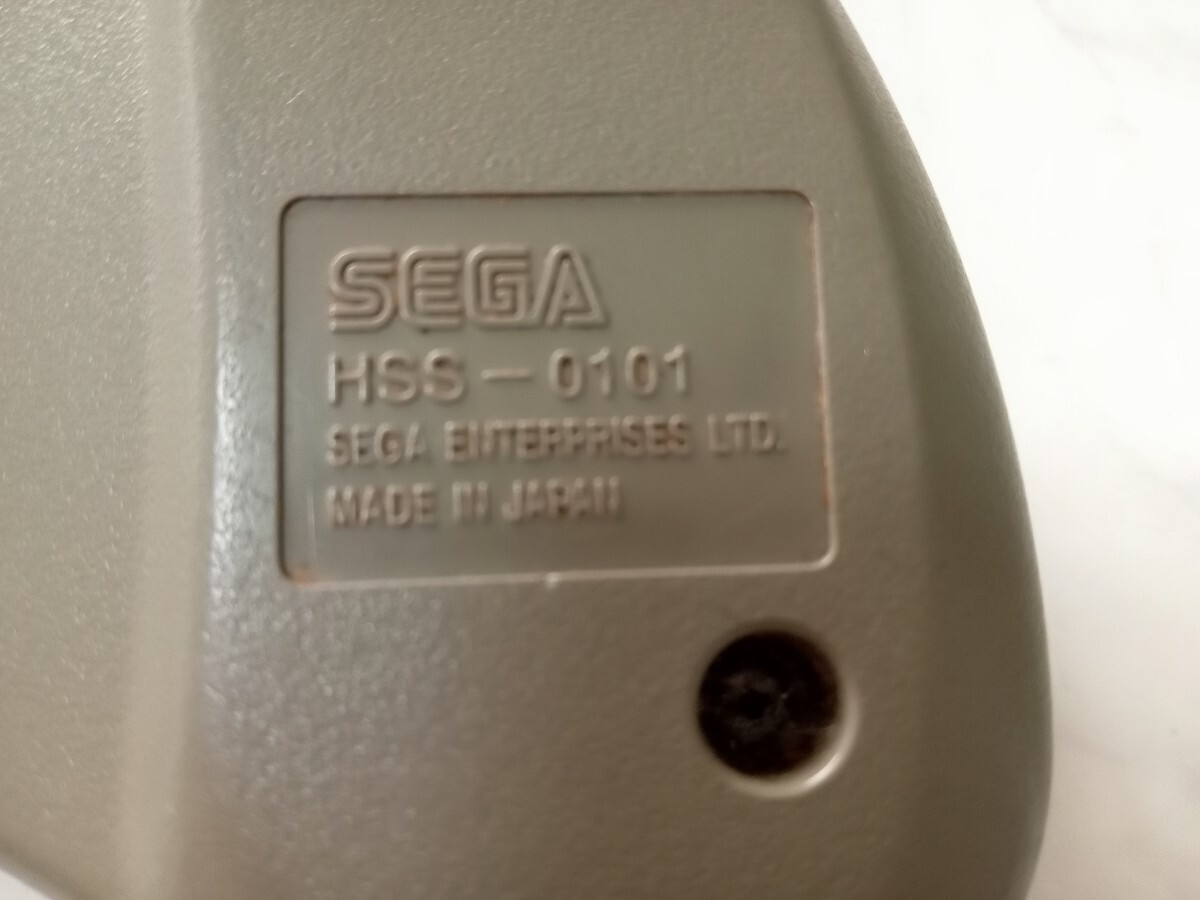 SEGA
HSS-0101
SEGA ENTERPRISES LTD.
MADE IN JAPAN